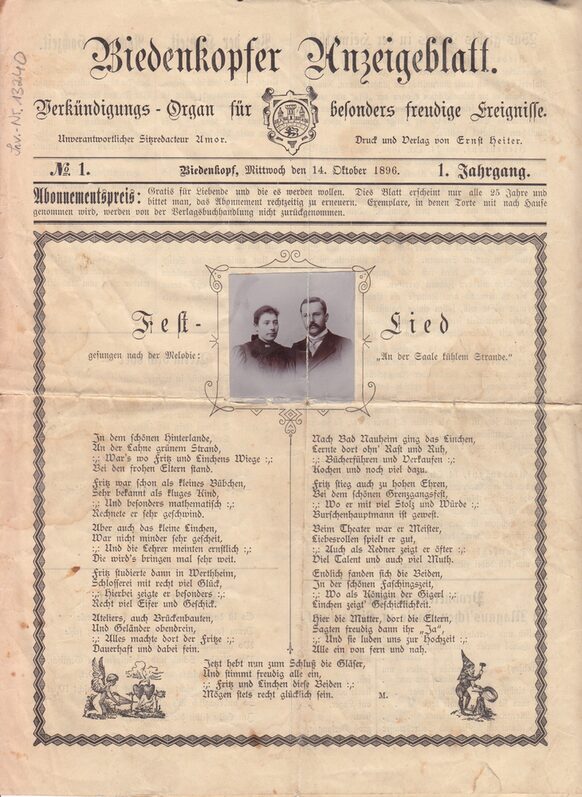 Inv.-Nr. 13240
Biedenkopfer Anzeigeblatt.
Verkündigungs-Organ für besonders freudige Ereignisse.
Unverantwortlicher Sitzredacteur Amor. Druck und Verlag von Ernst Heiter.
No. 1. Biedenkopf, Mittwoch den 14. Oktober 1896. 1. Jahrgang.
Abonnementspreis: Gratis für Liebende und die es werden wollen. Dies Blatt erscheint nur alle 25 Jahre und
bittet man, das Abonnement rechtzeitig zu erneuern. Exemplare, in denen Torte mit nach Hause
genommen wird, werden von der Verlagsbuchhandlung nicht zurückgenommen.
Fest-Lied
gesungen nach der Melodie: „An der Saale kühlem Strande.“
In dem schönen Hinterlande,
An der Lahne grünem Strand,
:,: War's wo Fritz und Linchens Wiege :,:
Bei den frohen Eltern stand.
Fritz war schon als kleines Bübchen,
Sehr bekannt als kluges Kind,
:,: Und besonders mathematisch :,:
Rechnete er sehr geschwind.
Aber auch das kleine Linchen,
War nicht minder sehr gescheit,
:,: Und die Lehrer meinten ernstlich :,:
Die wird's bringen mal sehr weit.
Fritz studierte dann in Wertheim,
Schlosserei mit recht viel Glück,
:,: Hierbei zeigte er besonders :,:
Recht viel Eifer und Geschick.
Ateliers, auch Brückenbauten,
Und Geländer obendrein,
:,: Alles machte dort der Fritze :,:
Dauerhaft und dabei fein.
Nach Bad Nauheim ging das Linchen,
Lernte dort ohn' Rast und Ruh,
:,: Bücherführen und Verkaufen :,:
Kochen und noch viel dazu.
Fritz stieg auch zu hohen Ehren,
Bei dem schönen Grenzgangsfest,
:,: Wo er mit viel Stolz und Würde :,:
Burschenhauptmann ist gewest.
Beim Theater war er Meister,
Liebesrollen spielt er gut,
:,: Auch als Redner zeigt er öfter :,:
Viel Talent und auch viel Muth.
Endlich fanden sich die Beiden,
In der schönen Faschingszeit,
:,: Wo als Königin der Gigerl :,:
Linchen zeigt' Geschicklichkeit.
Hier die Mutter, dort die Eltern,
Sagten freudig dann ihr „Ja“,
:,: Und sie luden uns zur Hochzeit :,:
Alle ein von fern und nah.
Jetzt hebt nun zum Schluß die Gläser,
Und stimmt freudig alle ein,
:,: Fritz und Linchen diese Beiden :,:
Mögen stets recht glücklich sein. M.